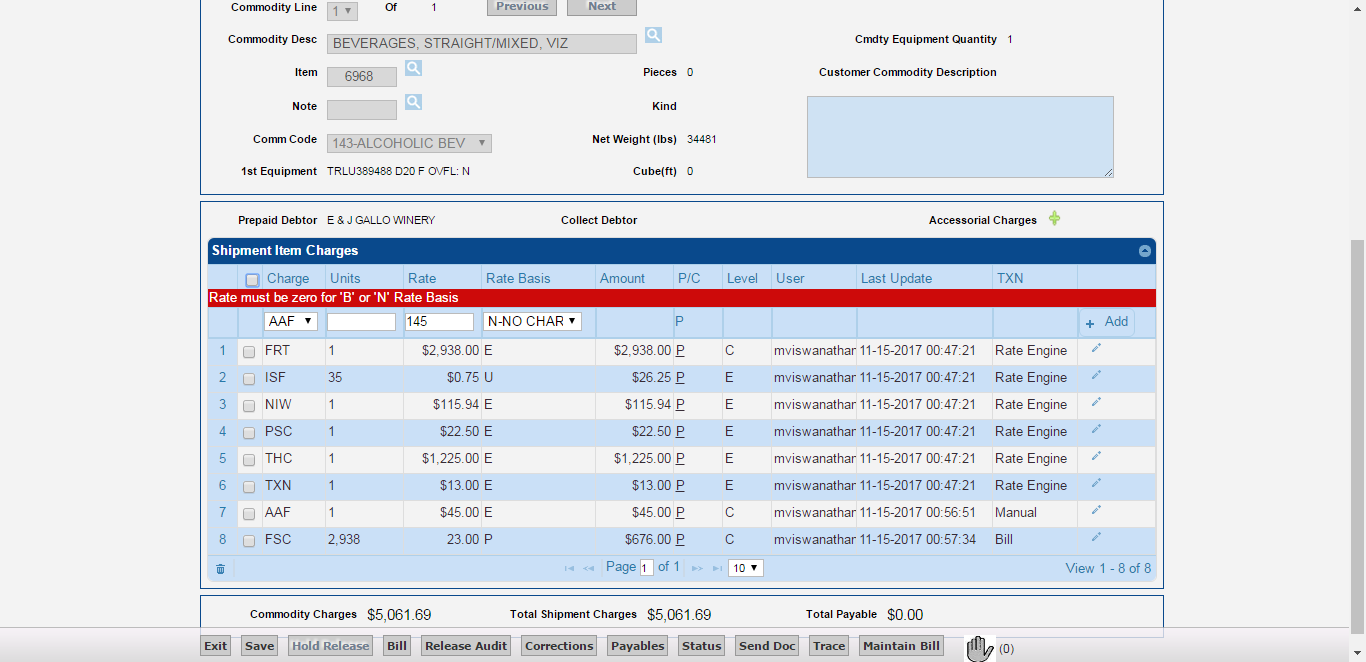 Commodity Line 1 Of 1 Previous Next
Commodity Desc BEVERAGES, STRAIGHT/MIXED, VIZ Cmdty Equipment Quantity 1
Item 6968 Pieces 0 Customer Commodity Description
Note Kind
Comm Code 143-ALCOHOLIC BEV Net Weight (lbs) 34481
1st Equipment TRLU389488 D20 F OVFL: N Cube(ft) 0
Prepaid Debtor E & J GALLO WINERY Collect Debtor Accessorial Charges
Shipment Item Charges
Charge Units Rate Rate Basis Amount P/C Level User Last Update TXN
Rate must be zero for 'B' or 'N' Rate Basis
AAF 145 N-NO CHAR P + Add
1 FRT 1 $2,938.00 E $2,938.00 P C mviswanathar 11-15-2017 00:47:21 Rate Engine
2 ISF 35 $0.75 U $26.25 P E mviswanathar 11-15-2017 00:47:21 Rate Engine
3 NIW 1 $115.94 E $115.94 P E mviswanathar 11-15-2017 00:47:21 Rate Engine
4 PSC 1 $22.50 E $22.50 P E mviswanathar 11-15-2017 00:47:21 Rate Engine
5 THC 1 $1,225.00 E $1,225.00 P E mviswanathar 11-15-2017 00:47:21 Rate Engine
6 TXN 1 $13.00 E $13.00 P E mviswanathar 11-15-2017 00:47:21 Rate Engine
7 AAF 1 $45.00 E $45.00 P C mviswanathar 11-15-2017 00:56:51 Manual
8 FSC 2,938 23.00 P $676.00 P C mviswanathar 11-15-2017 00:57:34 Bill
Page 1 of 1 10 View 1 - 8 of 8
Commodity Charges $5,061.69 Total Shipment Charges $5,061.69 Total Payable $0.00
Exit Save Hold Release Bill Release Audit Corrections Payables Status Send Doc Trace Maintain Bill (0)